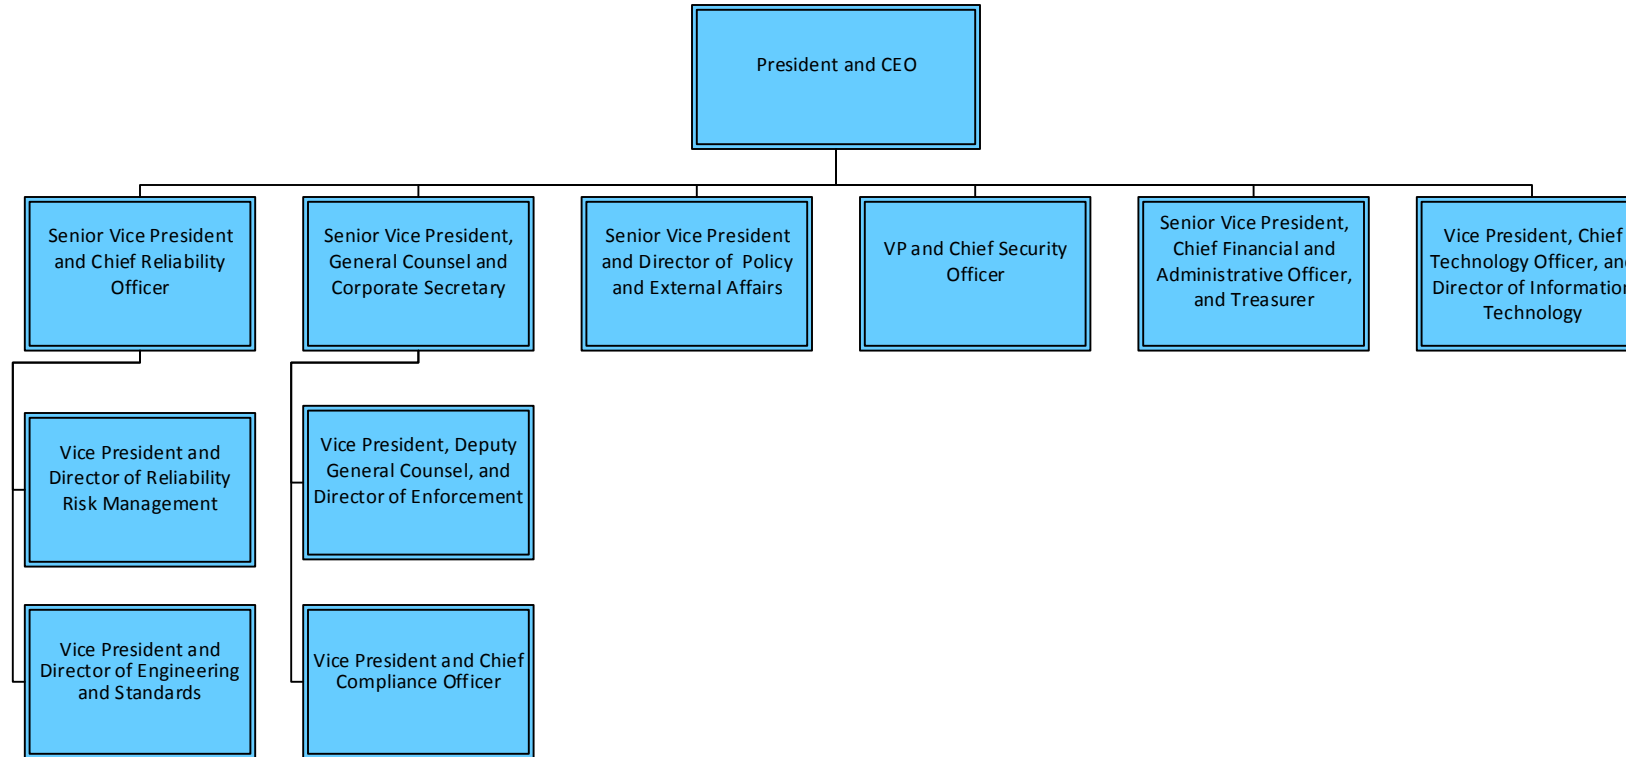 President and CEO
Senior Vice President
and Chief Reliability
Officer
Senior Vice President,
General Counsel and
Corporate Secretary
Senior Vice President
and Director of Policy
and External Affairs
VP and Chief Security
Officer
Senior Vice President,
Chief Financial and
Administrative Officer,
and Treasurer
Vice President, Chief
Technology Officer, and
Director of Information
Technology
Vice President and
Director of Reliability
Risk Management
Vice President, Deputy
General Counsel, and
Director of Enforcement
Vice President and
Director of Engineering
and Standards
Vice President and Chief
Compliance Officer